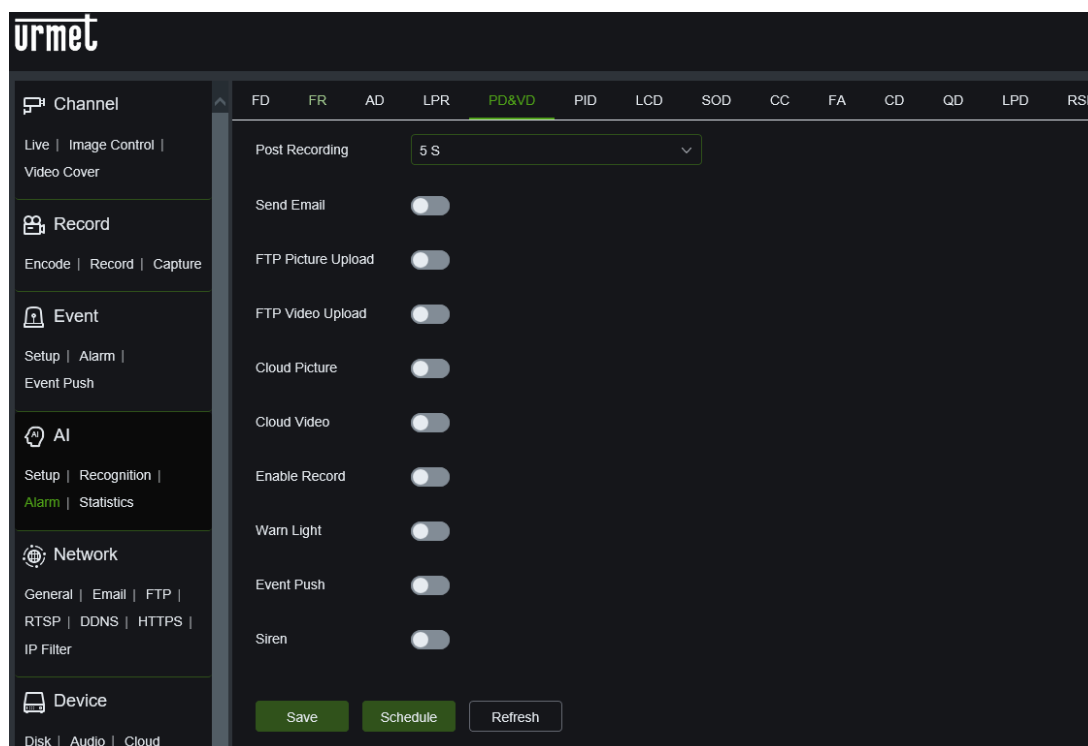 urmet
Channel
Live | Image Control |
Video Cover
Record
Encode | Record | Capture
Event
Setup | Alarm |
Event Push
AI
Setup | Recognition |
Alarm | Statistics
Network
General | Email | FTP |
RTSP | DDNS | HTTPS |
IP Filter
Device
Disk | Audio | Cloud
FD FR AD LPR PD&VD PID LCD SOD CC FA CD QD LPD
Post Recording 5 S
Send Email
FTP Picture Upload
FTP Video Upload
Cloud Picture
Cloud Video
Enable Record
Warn Light
Event Push
Siren
Save Schedule Refresh